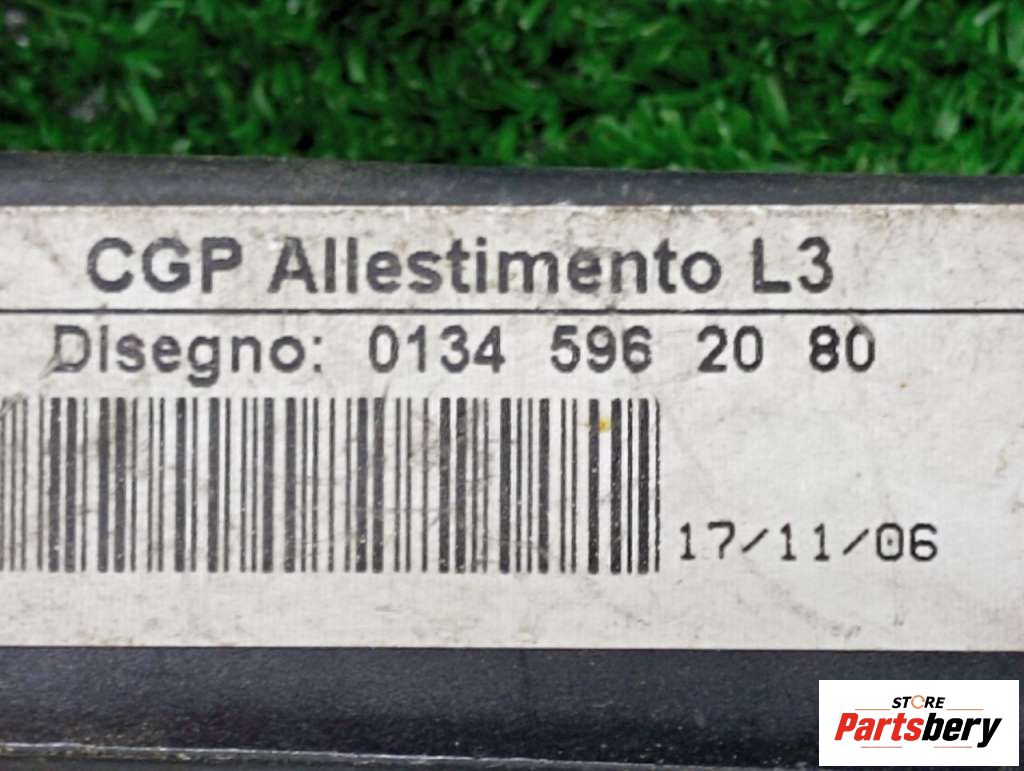 CGP Allestimento L3
Disegno: 0134 596 20 80
17/11/06
STORE
Partsbery